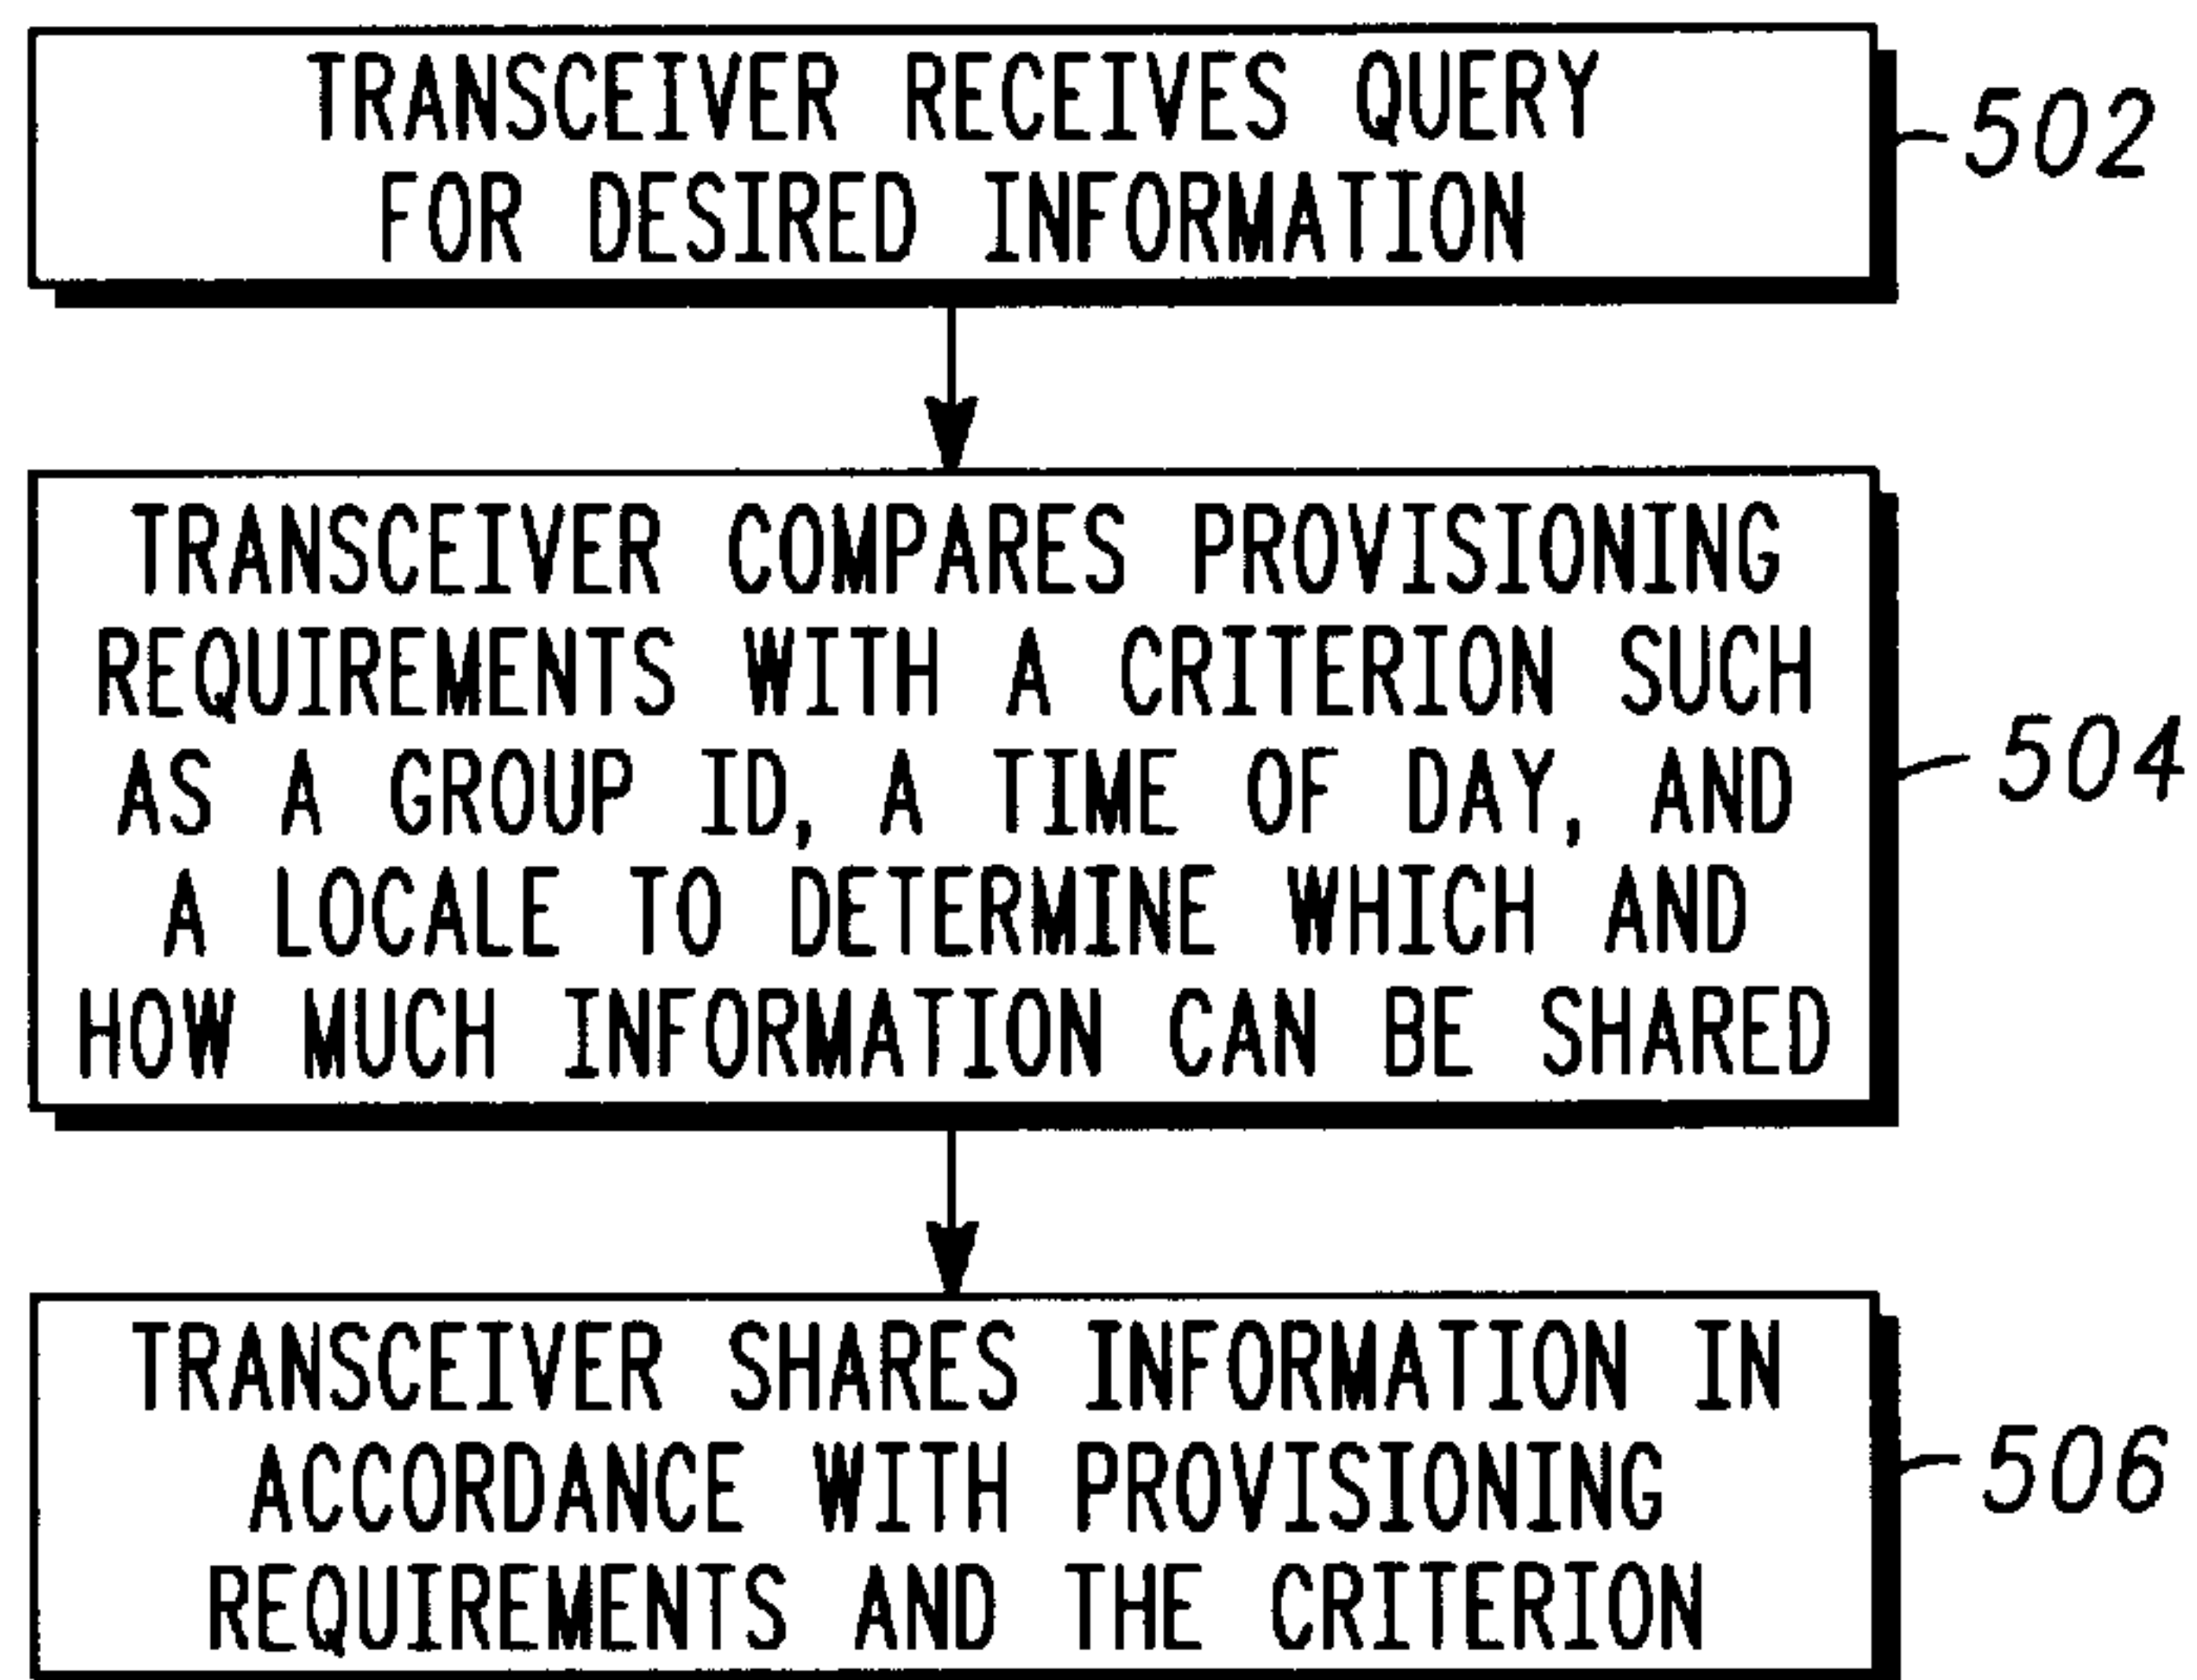 TRANSCEIVER RECEIVES QUERY
FOR DESIRED INFORMATION
502
TRANSCEIVER COMPARES PROVISIONING
REQUIREMENTS WITH A CRITERION SUCH
AS A GROUP ID, A TIME OF DAY, AND
A LOCALE TO DETERMINE WHICH AND
HOW MUCH INFORMATION CAN BE SHARED
504
TRANSCEIVER SHARES INFORMATION IN
ACCORDANCE WITH PROVISIONING
REQUIREMENTS AND THE CRITERION
506